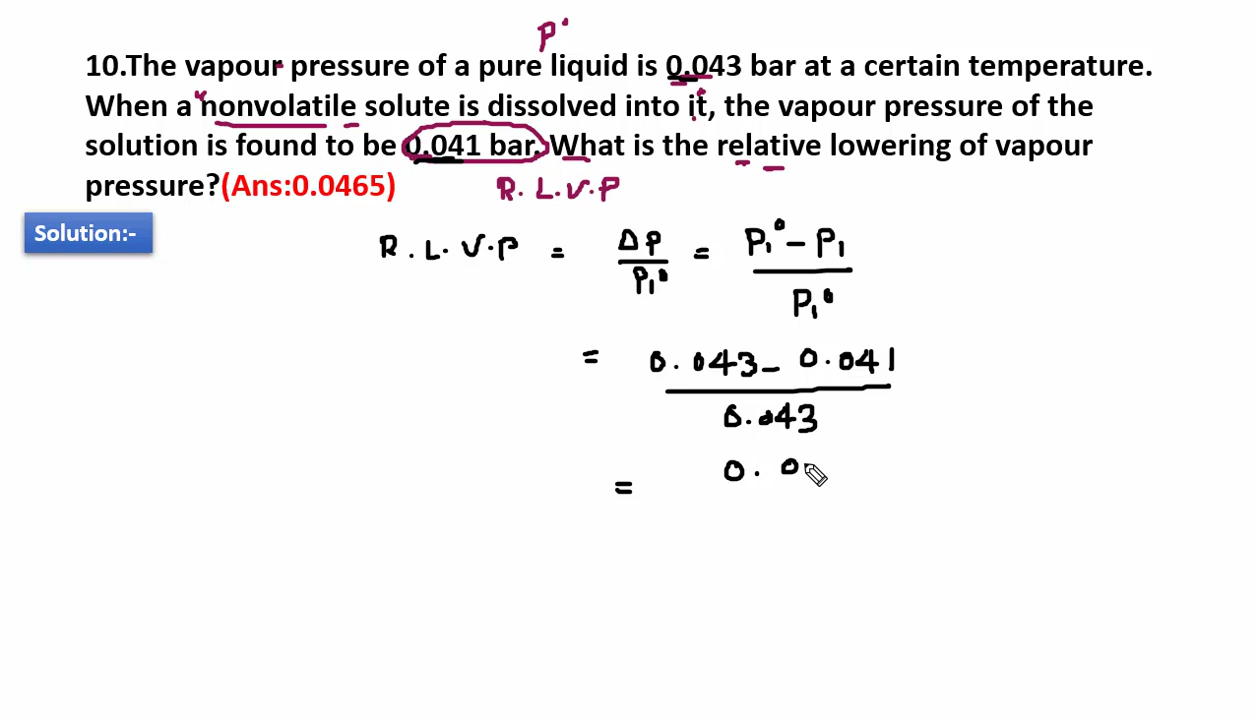 P°
10.The vapour pressure of a pure liquid is 0.043 bar at a certain temperature.
When a nonvolatile solute is dissolved into it, the vapour pressure of the
solution is found to be 0.041 bar. What is the relative lowering of vapour
pressure?(Ans:0.0465)
R. L.V.P
Solution:-
R.L.V.P = ΔP/P₁° = P₁° - P₁/P₁°
= 0.043 - 0.041
0.043
= 0.0